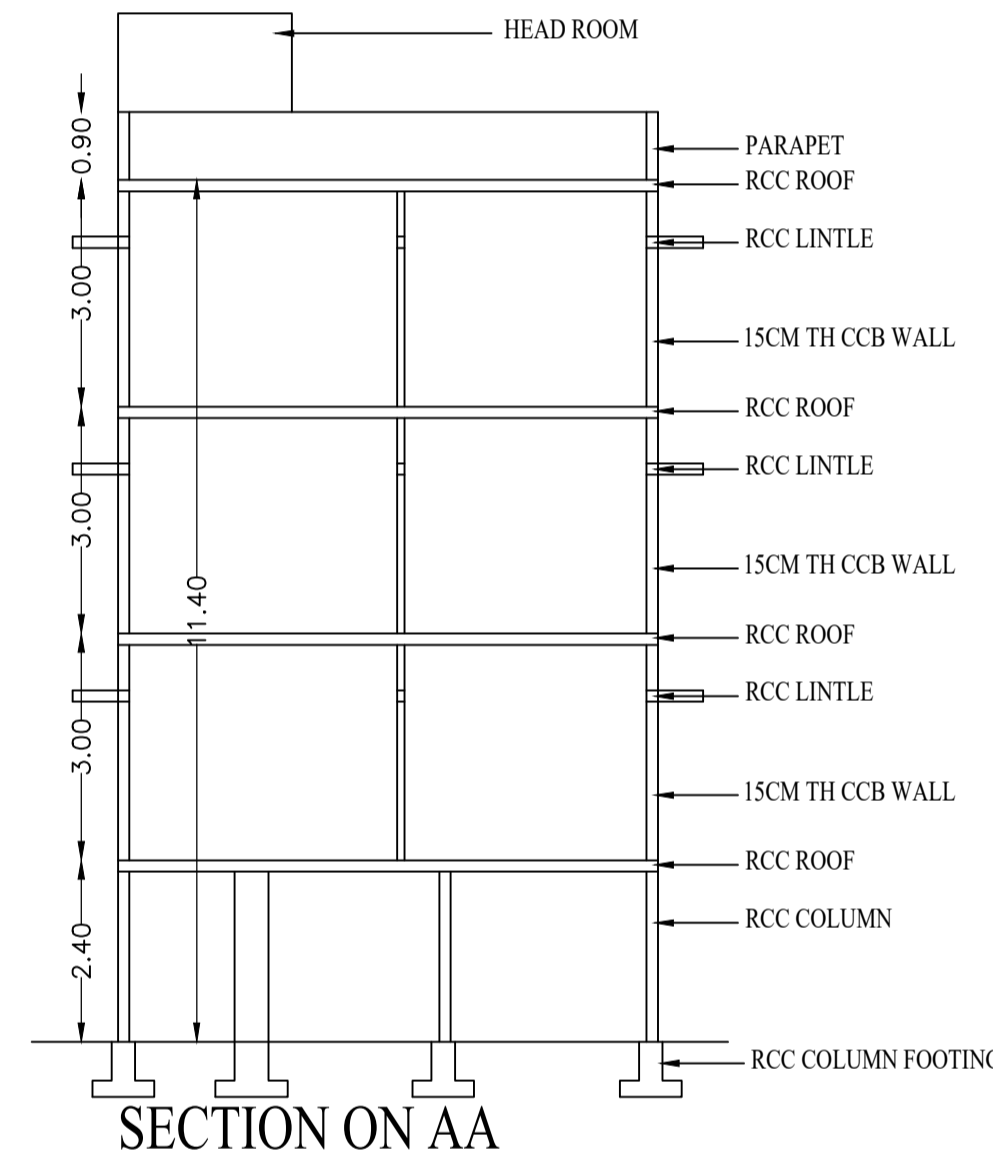 HEAD ROOM
0.90
PARAPET
RCC ROOF
RCC LINTLE
3.00
15CM TH CCB WALL
RCC ROOF
RCC LINTLE
3.00
15CM TH CCB WALL
11.40
RCC ROOF
RCC LINTLE
3.00
15CM TH CCB WALL
RCC ROOF
RCC COLUMN
2.40
RCC COLUMN FOOTING
SECTION ON AA